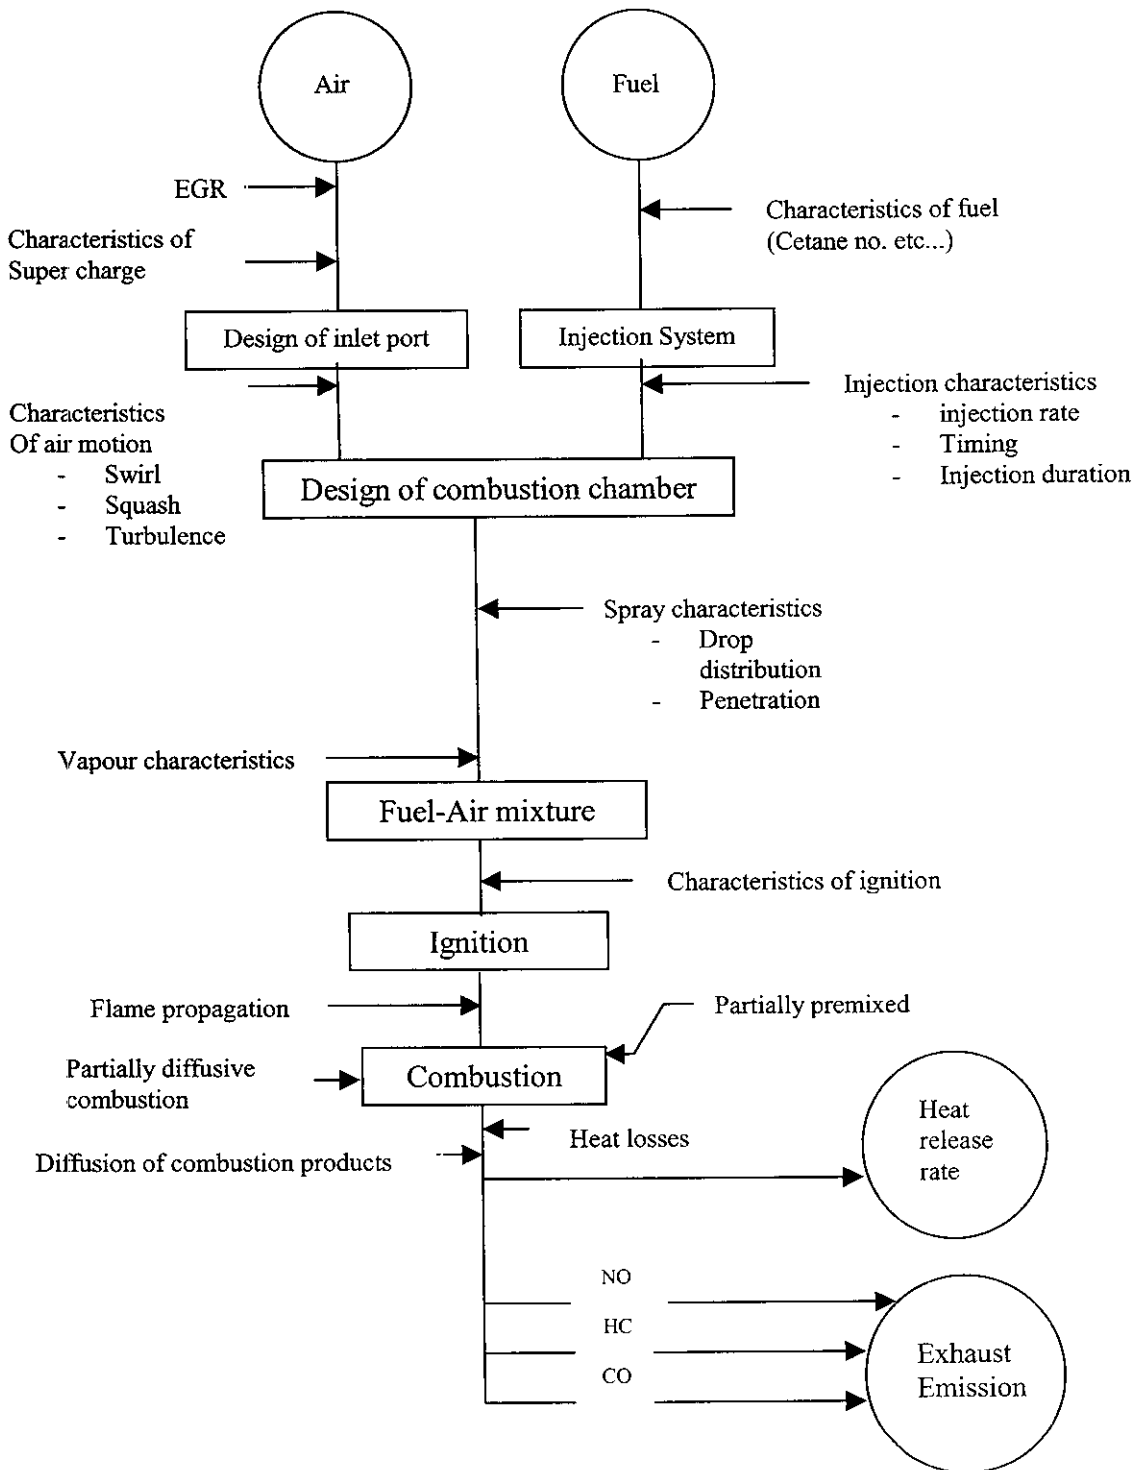 Air
Fuel
EGR
Characteristics of fuel
(Cetane no. etc...)
Characteristics of
Super charge
Design of inlet port
Injection System
Characteristics
Of air motion
- Swirl
- Squash
- Turbulence
Injection characteristics
- injection rate
- Timing
- Injection duration
Design of combustion chamber
Spray characteristics
- Drop
distribution
- Penetration
Vapour characteristics
Fuel-Air mixture
Characteristics of ignition
Ignition
Flame propagation
Partially premixed
Partially diffusive
combustion
Combustion
Heat losses
Diffusion of combustion products
Heat
release
rate
NO
HC
CO
Exhaust
Emission